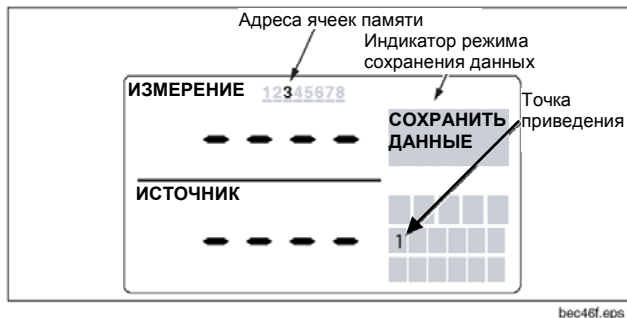 Адреса ячеек памяти
Индикатор режима
сохранения данных
Точка
приведения
ИЗМЕРЕНИЕ
12345678
СОХРАНИТЬ
ДАННЫЕ
ИСТОЧНИК
1
bec46f.eps